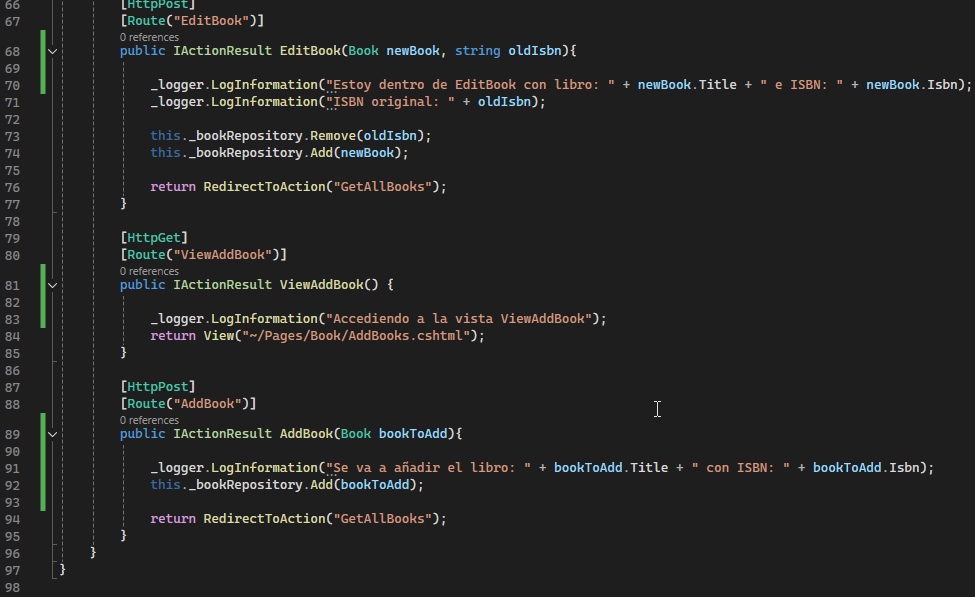 66 [HttpPost]
67 [Route("EditBook")]
0 references
68 public IActionResult EditBook(Book newBook, string oldIsbn){
69
70 _logger.LogInformation("Estoy dentro de EditBook con libro: " + newBook.Title + " e ISBN: " + newBook.Isbn);
71 _logger.LogInformation("ISBN original: " + oldIsbn);
72
73 this._bookRepository.Remove(oldIsbn);
74 this._bookRepository.Add(newBook);
75
76 return RedirectToAction("GetAllBooks");
77 }
78
79 [HttpGet]
80 [Route("ViewAddBook")]
0 references
81 public IActionResult ViewAddBook() {
82
83 _logger.LogInformation("Accediendo a la vista ViewAddBook");
84 return View("~/Pages/Book/AddBooks.cshtml");
85 }
86
87 [HttpPost]
88 [Route("AddBook")]
0 references
89 public IActionResult AddBook(Book bookToAdd){
90
91 _logger.LogInformation("Se va a añadir el libro: " + bookToAdd.Title + " con ISBN: " + bookToAdd.Isbn);
92 this._bookRepository.Add(bookToAdd);
93
94 return RedirectToAction("GetAllBooks");
95 }
96 }
97 }
98